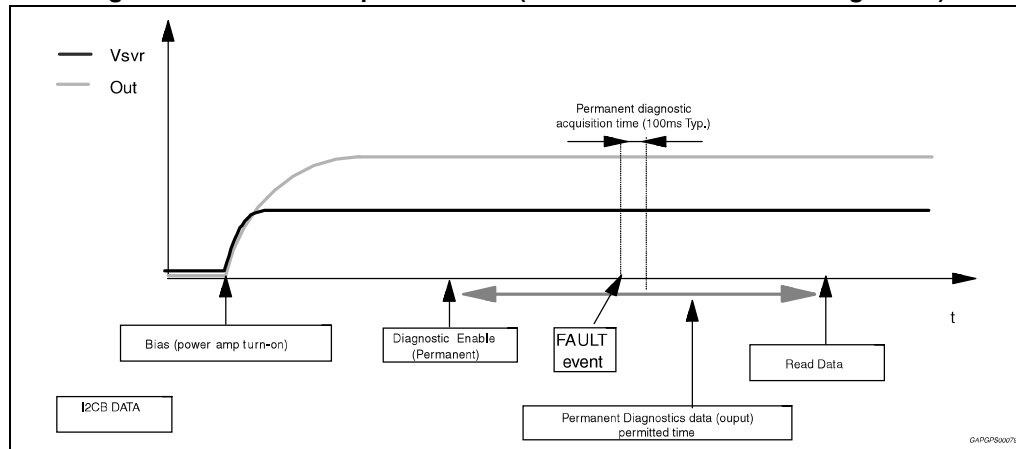 Vsvr
Out
Permanent diagnostic
acquisition time (100ms Typ.)
t
Bias (power amp turn-on)
Diagnostic Enable
(Permanent)
FAULT
event
Read Data
I2CB DATA
Permanent Diagnostics data (ouput)
permitted time
GAPGPS00079